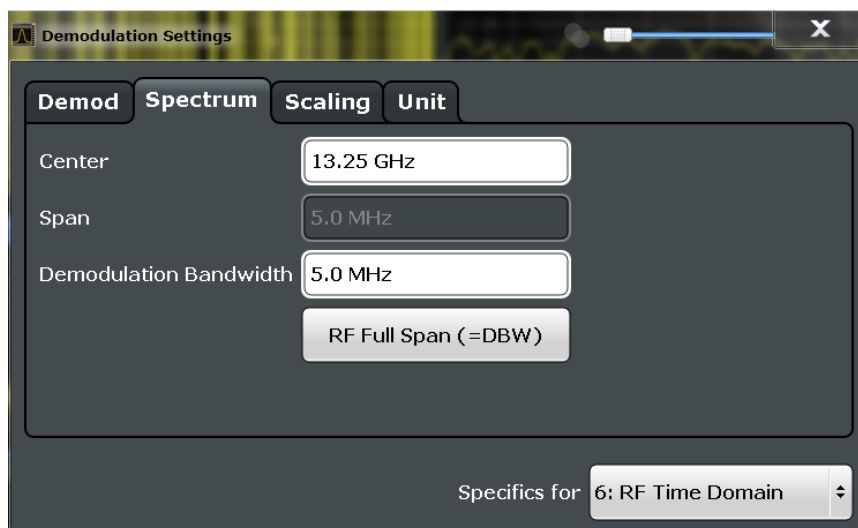 Demodulation Settings
X
Demod Spectrum Scaling Unit
Center 13.25 GHz
Span 5.0 MHz
Demodulation Bandwidth 5.0 MHz
RF Full Span (=DBW)
Specifics for 6: RF Time Domain